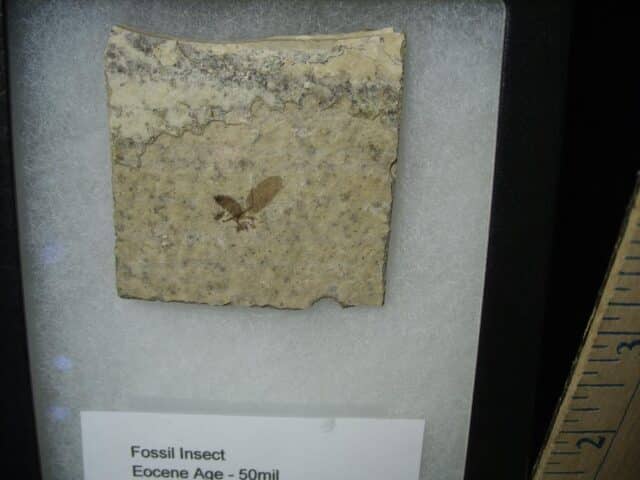 Fossil Insect
Eocene Age - 50mil
3
2